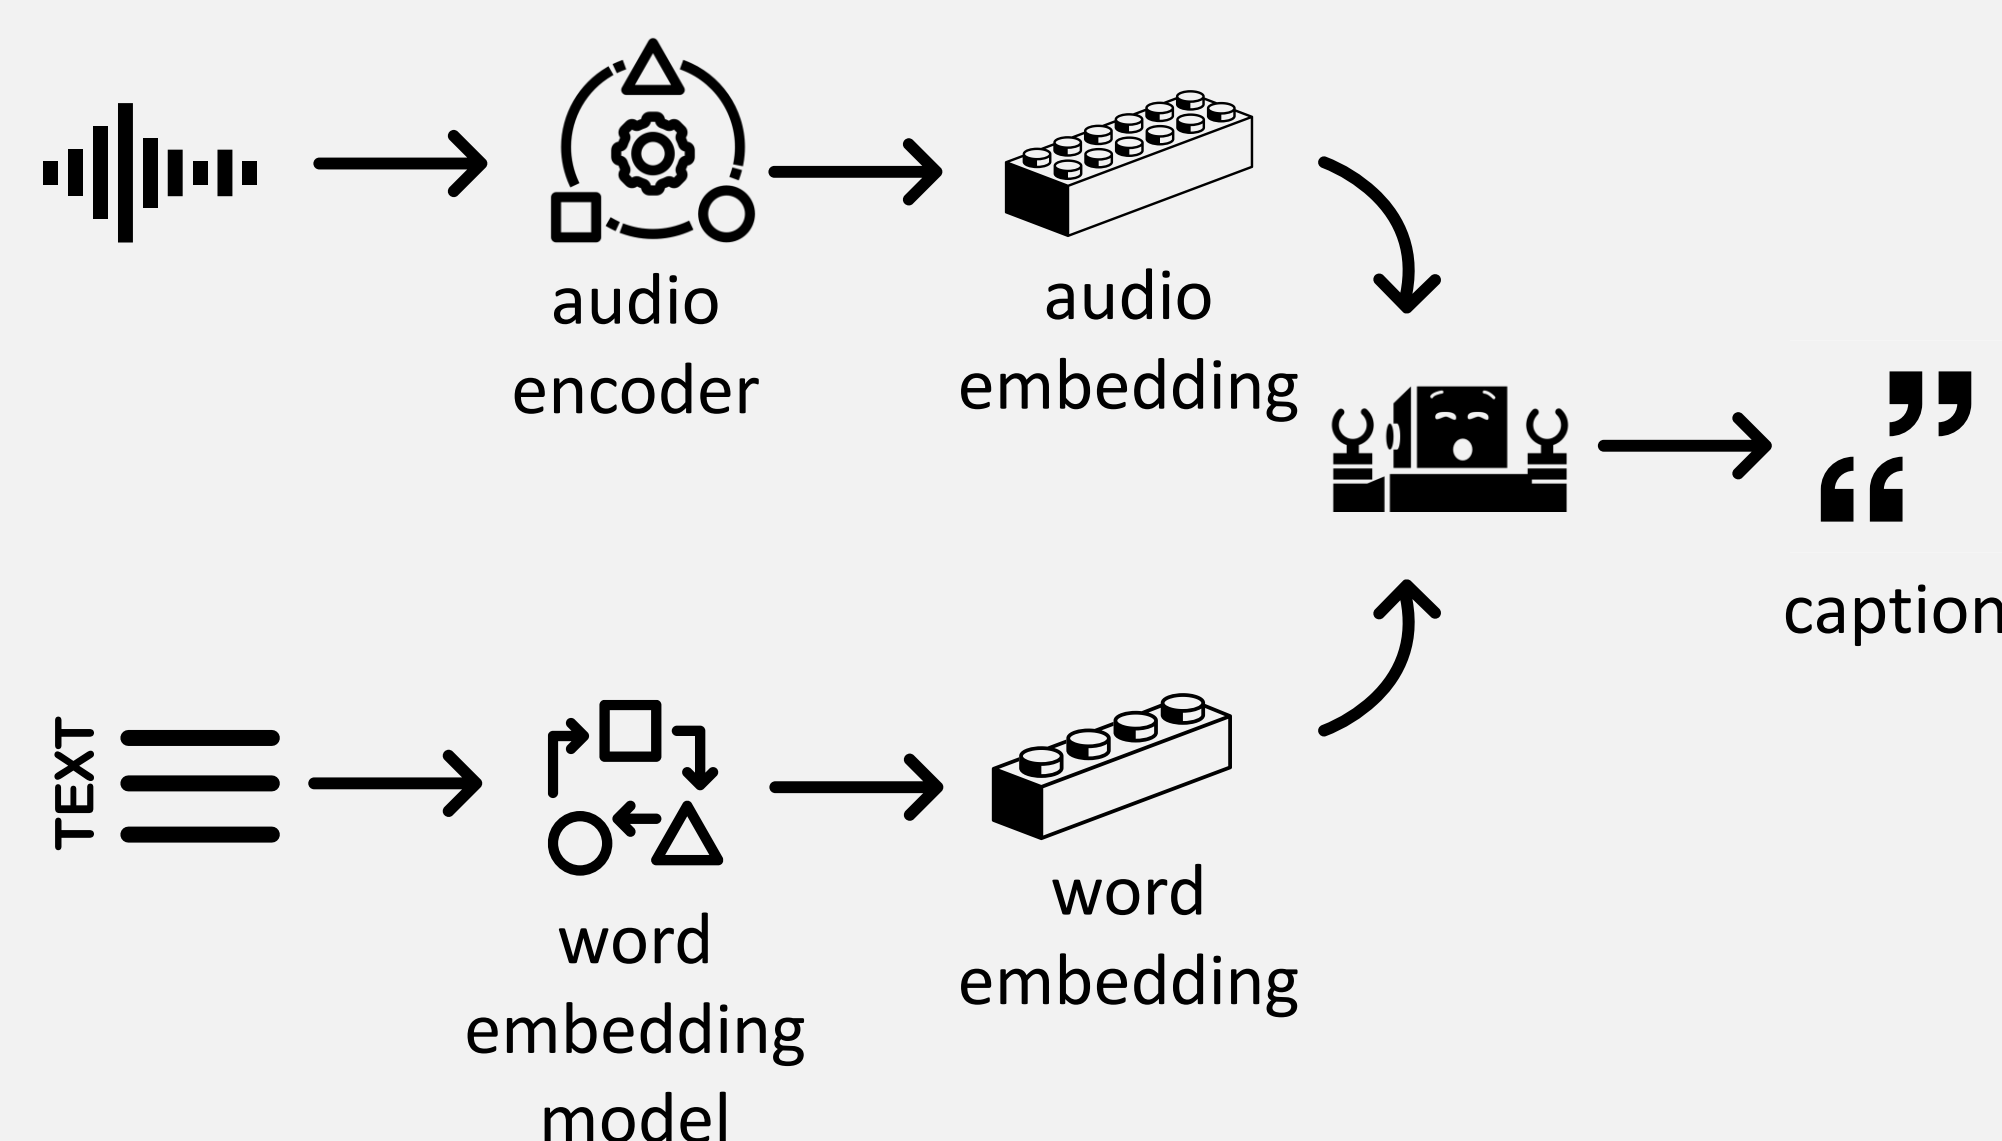 audio
encoder
audio
embedding
caption
TEXT
word
embedding
model
word
embedding